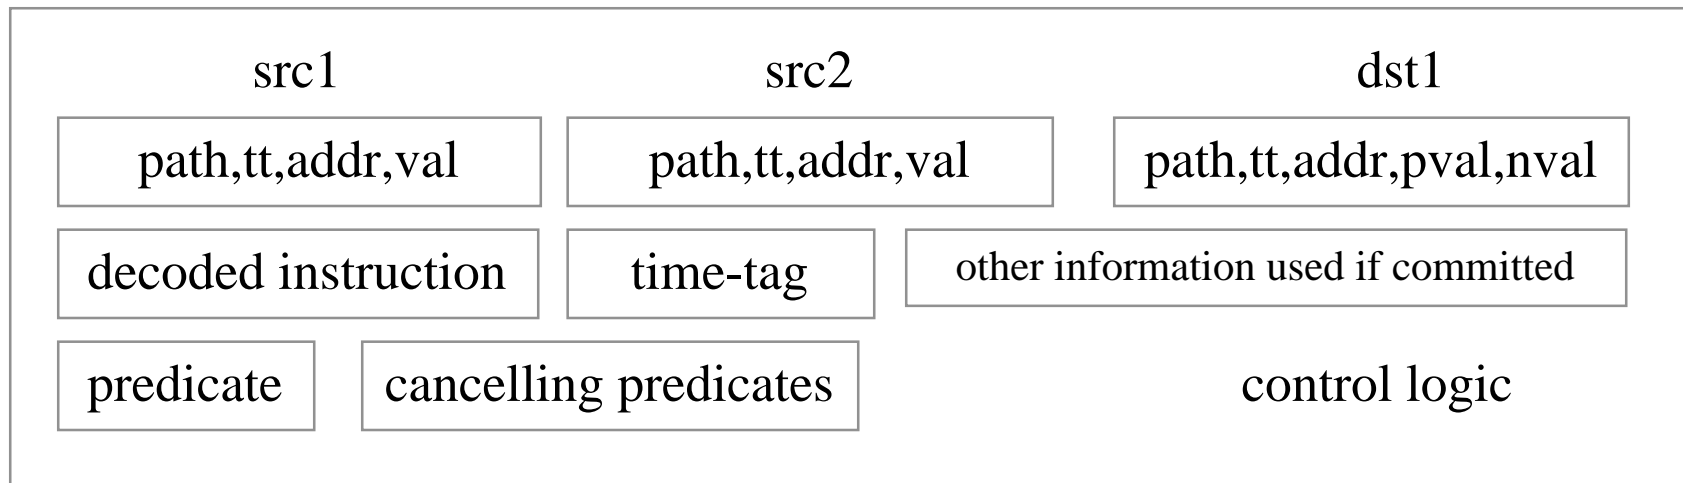 src1 src2 dst1
path,tt,addr,val path,tt,addr,val path,tt,addr,pval,nval
decoded instruction time-tag other information used if committed
predicate cancelling predicates control logic